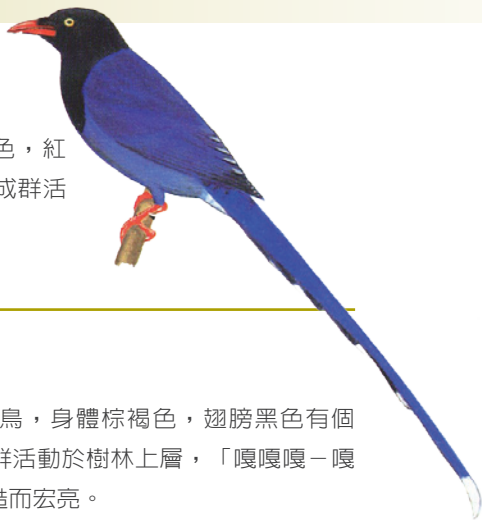 色，紅
成群活
鳥，身體棕褐色，翅膀黑色有個
群活動於樹林上層，「嘎嘎嘎－嘎
而宏亮。